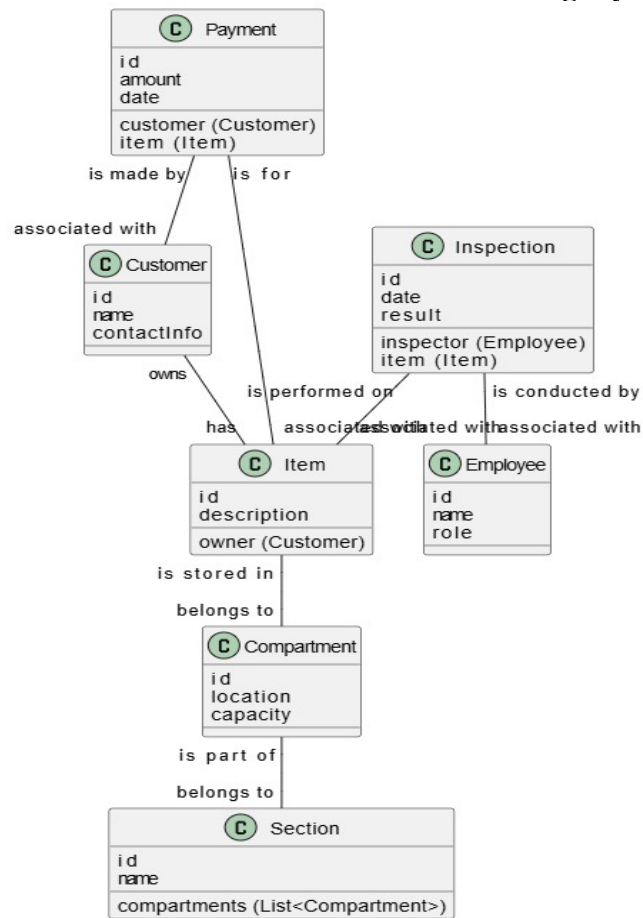 C Payment
id
amount
date
customer (Customer)
item (Item)
is made by
is for
associated with
C Customer
id
name
contactInfo
C Inspection
id
date
result
inspector (Employee)
item (Item)
owns
is performed on
is conducted by
has
associated with
associated with
associated with
C Item
id
description
owner (Customer)
C Employee
id
name
role
is stored in
belongs to
C Compartment
id
location
capacity
is part of
belongs to
C Section
id
name
compartments (List<Compartment>)